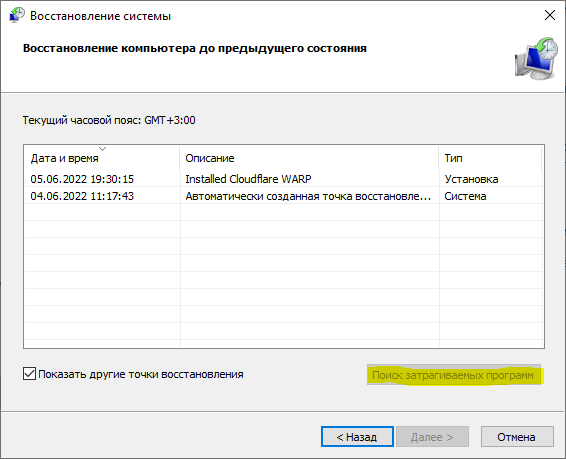 Восстановление системы
Восстановление компьютера до предыдущего состояния
Текущий часовой пояс: GMT+3:00
Дата и время Описание Тип
05.06.2022 19:30:15 Installed Cloudflare WARP Установка
04.06.2022 11:17:43 Автоматически созданная точка восстановле... Система
Показать другие точки восстановления Поиск затрагиваемых программ
< Назад Далее > Отмена